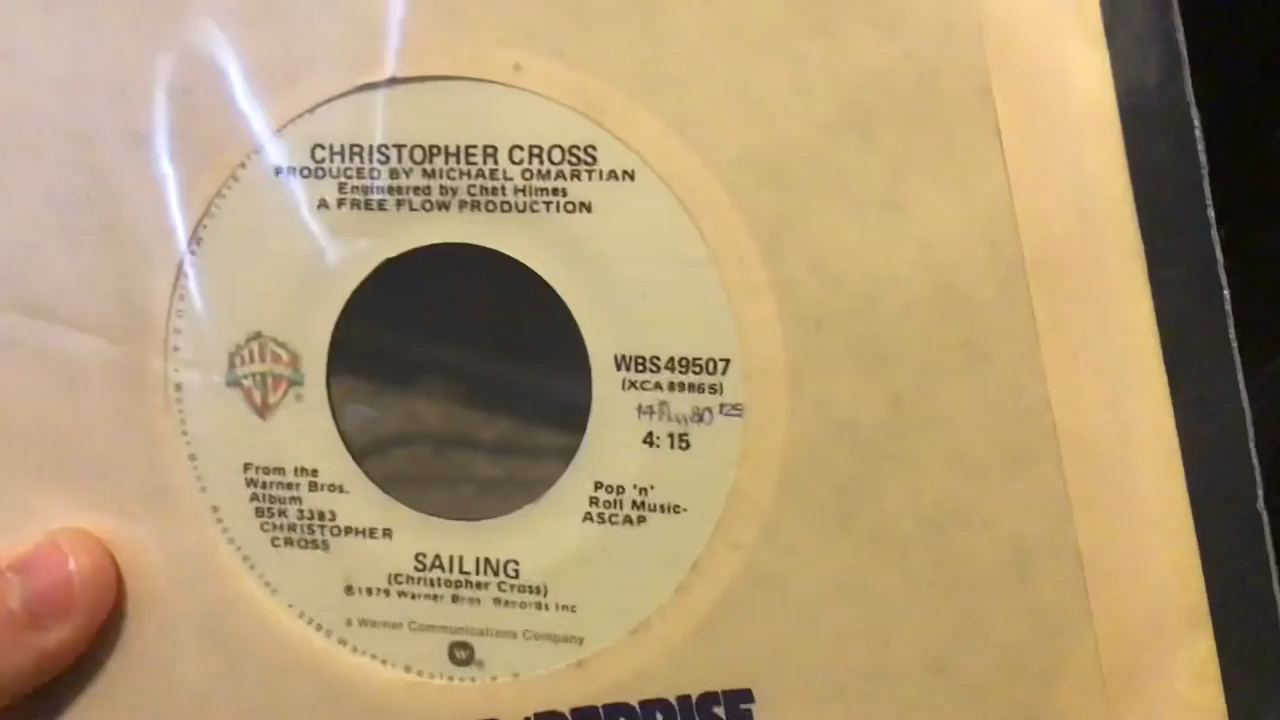 CHRISTOPHER CROSS
PRODUCED BY MICHAEL OMARTIAN
Engineered by Chet Himes
A FREE FLOW PRODUCTION
WBS49507
(XCA 8986S)
4:15
From the
Warner Bros.
Album
BSK 3383
CHRISTOPHER
CROSS
Pop 'n'
Roll Music-
ASCAP
SAILING
(Christopher Cross)
℗1979 Warner Bros. Records Inc
a Warner Communications Company
REPRISE